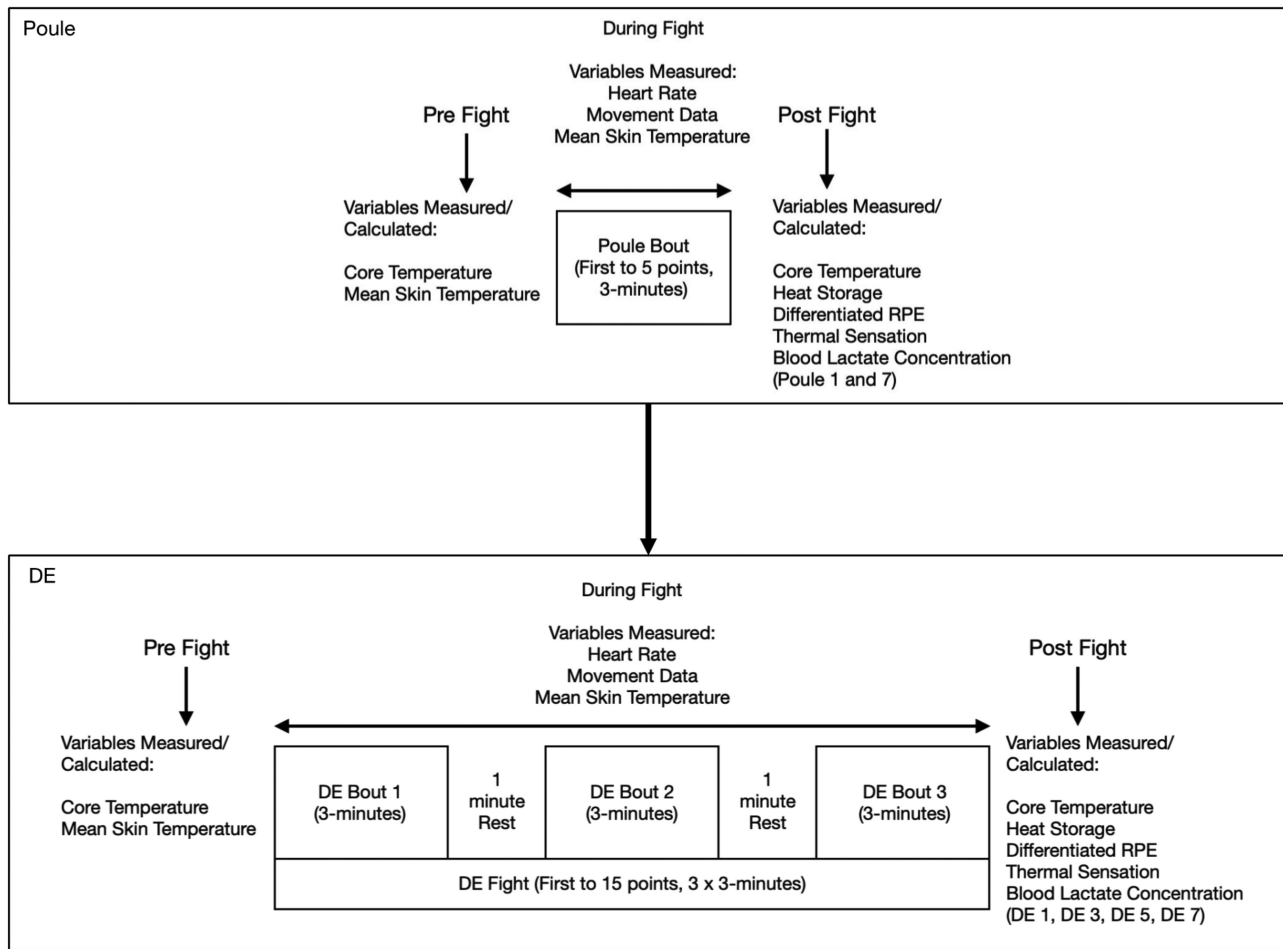 Poule
During Fight
Variables Measured:
Heart Rate
Movement Data
Mean Skin Temperature
Pre Fight
Variables Measured/
Calculated:
Core Temperature
Mean Skin Temperature
Poule Bout
(First to 5 points,
3-minutes)
Post Fight
Variables Measured/
Calculated:
Core Temperature
Heat Storage
Differentiated RPE
Thermal Sensation
Blood Lactate Concentration
(Poule 1 and 7)
DE
During Fight
Variables Measured:
Heart Rate
Movement Data
Mean Skin Temperature
Pre Fight
Variables Measured/
Calculated:
Core Temperature
Mean Skin Temperature
DE Bout 1
(3-minutes)
1
minute
Rest
DE Bout 2
(3-minutes)
1
minute
Rest
DE Bout 3
(3-minutes)
DE Fight (First to 15 points, 3 x 3-minutes)
Post Fight
Variables Measured/
Calculated:
Core Temperature
Heat Storage
Differentiated RPE
Thermal Sensation
Blood Lactate Concentration
(DE 1, DE 3, DE 5, DE 7)